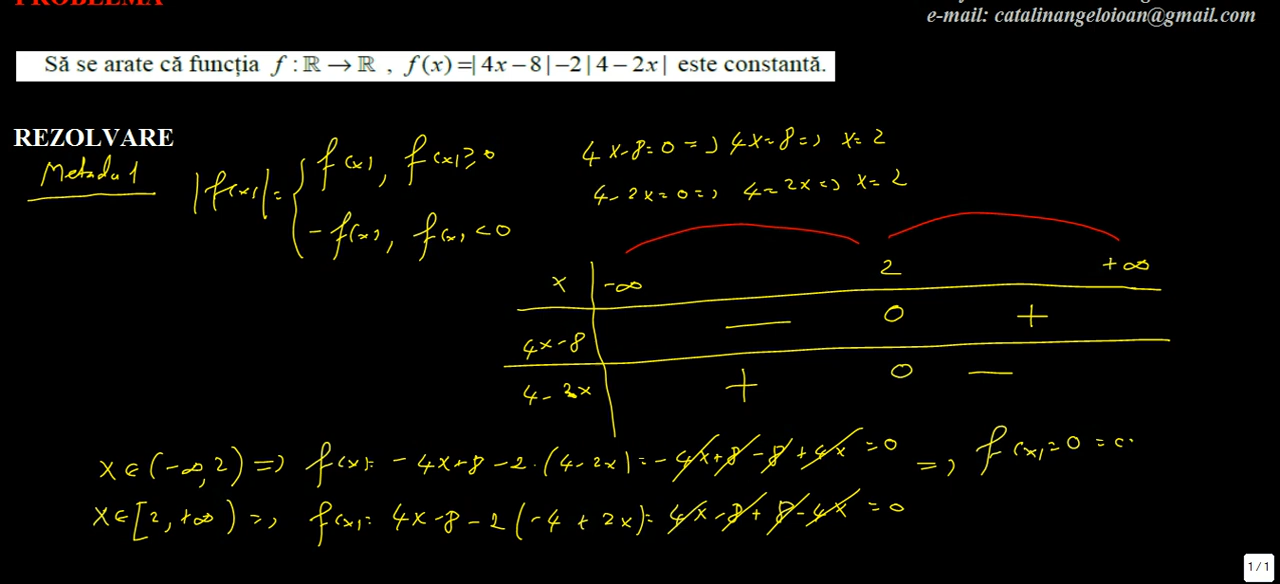 PROBLEMA
e-mail: catalinangeloioan@gmail.com
Să se arate că funcția f : ℝ → ℝ , f(x) =| 4x − 8 | −2 | 4 − 2x | este constantă.
REZOLVARE
Metoda 1
|f(x)| = { f(x), f(x) ≥ 0
- f(x), f(x) < 0
4x - 8 = 0 => 4x = 8 => x = 2
4 - 2x = 0 => 4 = 2x => x = 2
x -∞ 2 +∞
4x - 8 — 0 +
4 - 2x + 0 —
x ∈ (-∞, 2) => f(x) = - 4x + 8 - 2 · (4 - 2x) = - 4x + 8 - 8 + 4x = 0 => f(x) = 0 = ct.
x ∈ [2, +∞) => f(x) = 4x - 8 - 2 (-4 + 2x) = 4x - 8 + 8 - 4x = 0
1 / 1